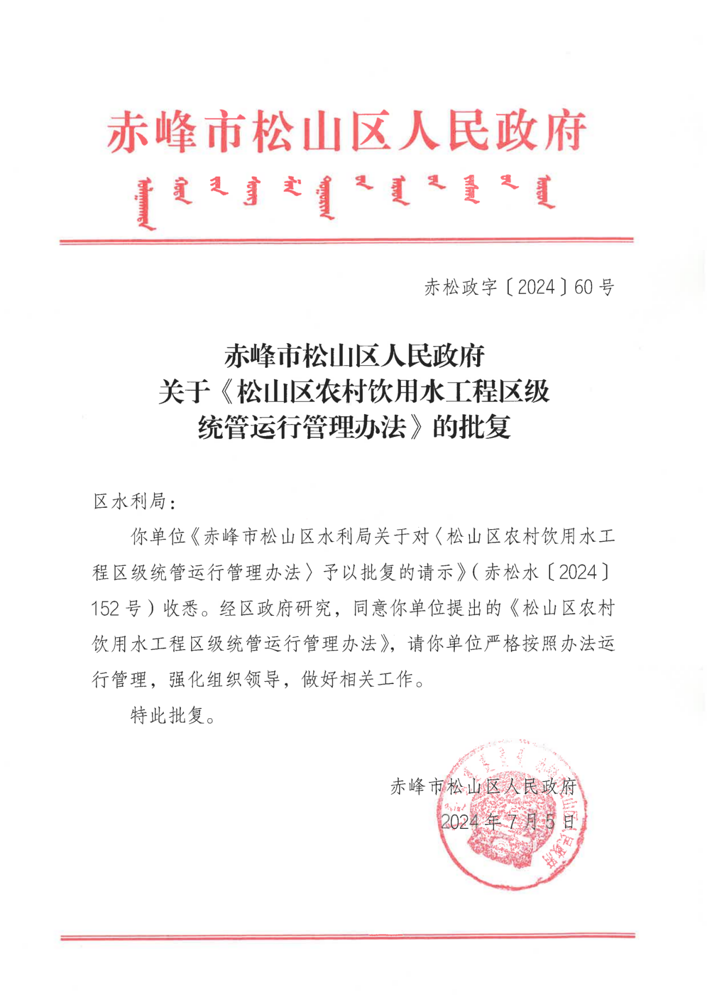 赤峰市松山区人民政府
赤松政字〔2024〕60号
赤峰市松山区人民政府
关于《松山区农村饮用水工程区级
统管运行管理办法》的批复
区水利局：
你单位《赤峰市松山区水利局关于对〈松山区农村饮用水工
程区级统管运行管理办法〉予以批复的请示》（赤松水〔2024〕
152号）收悉。经区政府研究，同意你单位提出的《松山区农村
饮用水工程区级统管运行管理办法》，请你单位严格按照办法运
行管理，强化组织领导，做好相关工作。
特此批复。
赤峰市松山区人民政府
2024年7月5日